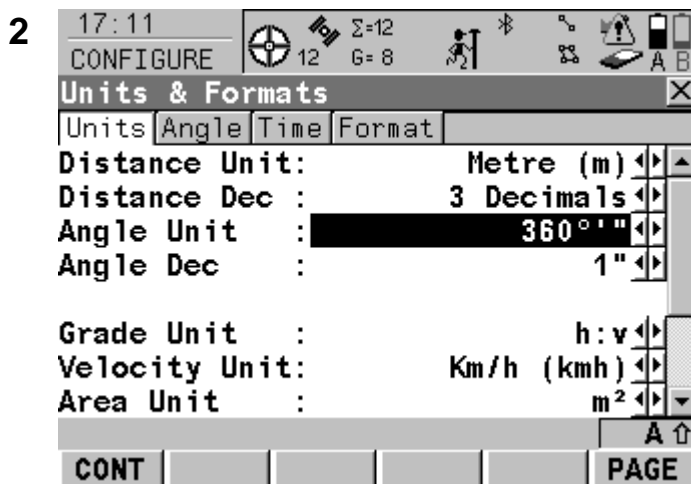 2
17:11
CONFIGURE
12
Σ=12
G= 8
A B
Units & Formats
Units Angle Time Format
Distance Unit: Metre (m)
Distance Dec : 3 Decimals
Angle Unit : 360°'"
Angle Dec : 1"
Grade Unit : h:v
Velocity Unit: Km/h (kmh)
Area Unit : m²
A
CONT PAGE